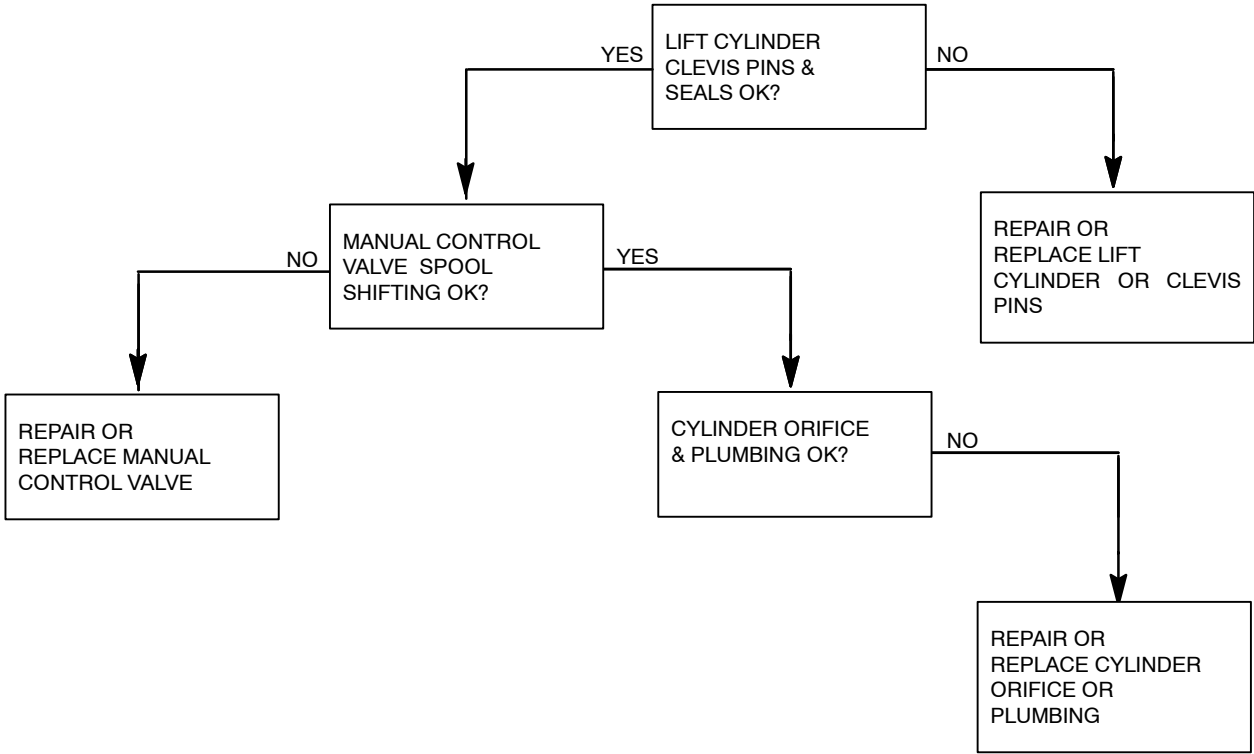 LIFT CYLINDER
CLEVIS PINS &
SEALS OK?
YES
NO
MANUAL CONTROL
VALVE SPOOL
SHIFTING OK?
NO
YES
REPAIR OR
REPLACE LIFT
CYLINDER OR CLEVIS
PINS
REPAIR OR
REPLACE MANUAL
CONTROL VALVE
CYLINDER ORIFICE
& PLUMBING OK?
NO
REPAIR OR
REPLACE CYLINDER
ORIFICE OR
PLUMBING